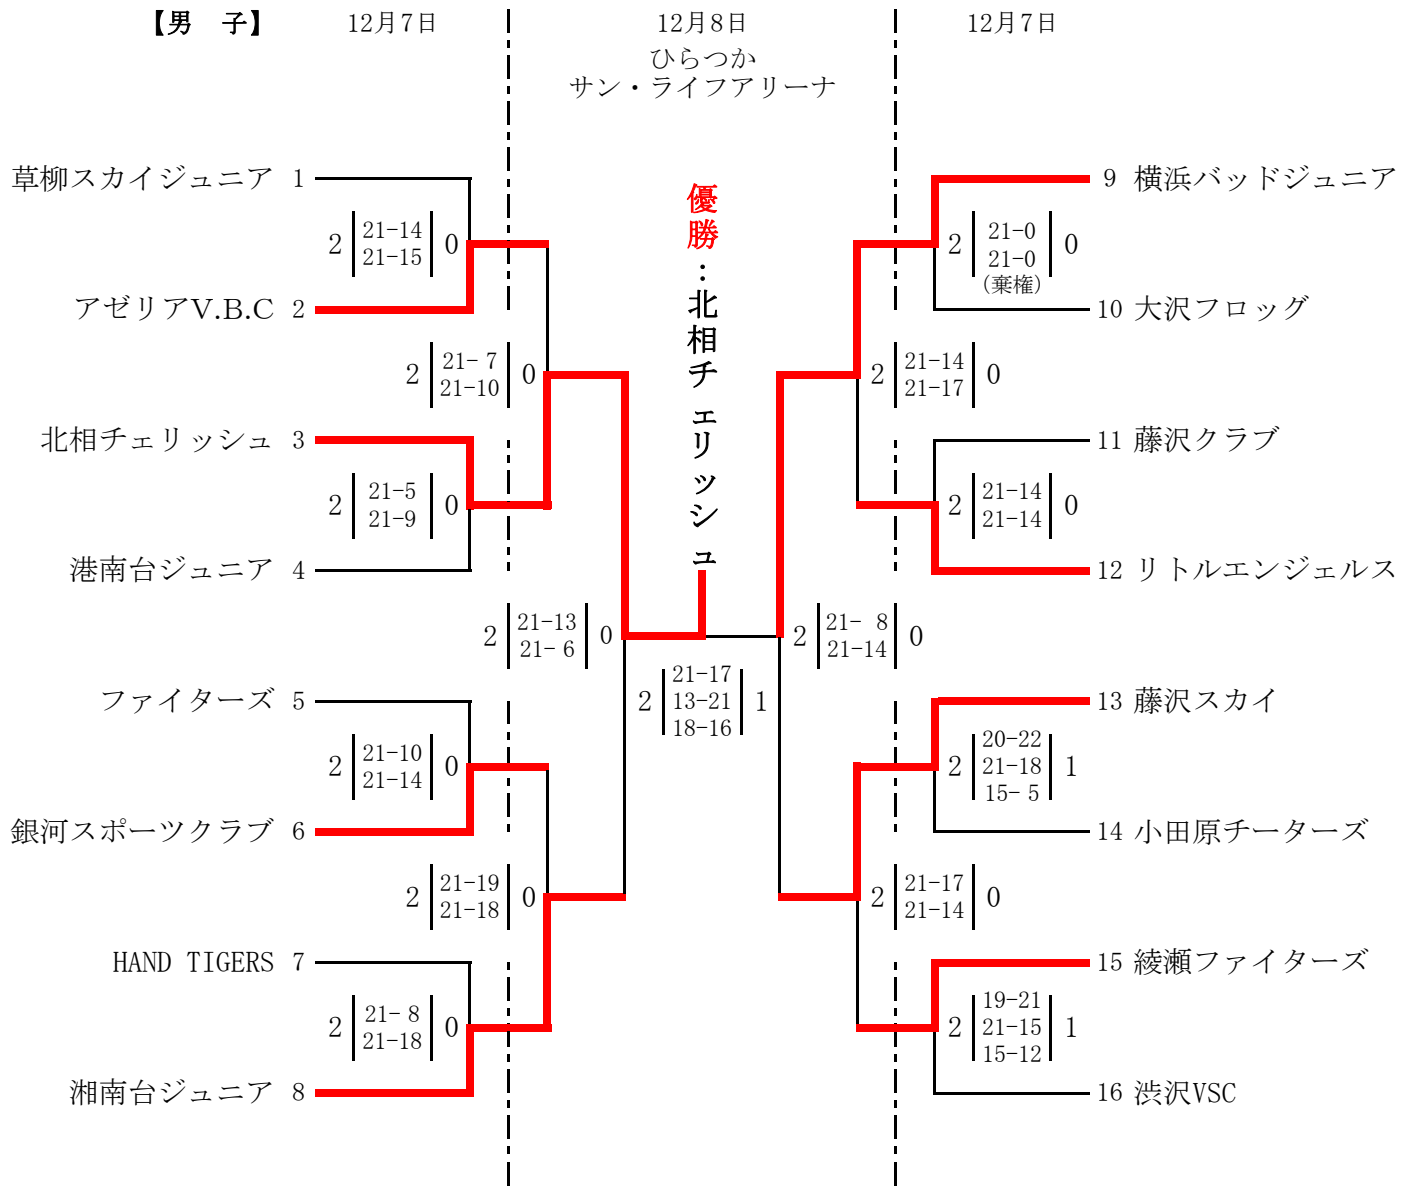 【男　子】
12月7日
12月8日
12月7日
ひらつか
サン・ライフアリーナ
優勝：北相チェリッシュ
草柳スカイジュニア 1
2 21-14 0
21-15
アゼリアV.B.C 2
2 21- 7 0
21-10
北相チェリッシュ 3
2 21-5 0
21-9
港南台ジュニア 4
2 21-13 0
21- 6
ファイターズ 5
2 21-10 0
21-14
銀河スポーツクラブ 6
2 21-19 0
21-18
HAND TIGERS 7
2 21- 8 0
21-18
湘南台ジュニア 8
2 21-17 1
13-21
18-16
9 横浜バッドジュニア
2 21-0 0
21-0
(棄権)
10 大沢フロッグ
2 21-14 0
21-17
11 藤沢クラブ
2 21-14 0
21-14
12 リトルエンジェルス
2 21- 8 0
21-14
13 藤沢スカイ
2 20-22 1
21-18
15- 5
14 小田原チーターズ
2 21-17 0
21-14
15 綾瀬ファイターズ
2 19-21 1
21-15
15-12
16 渋沢VSC